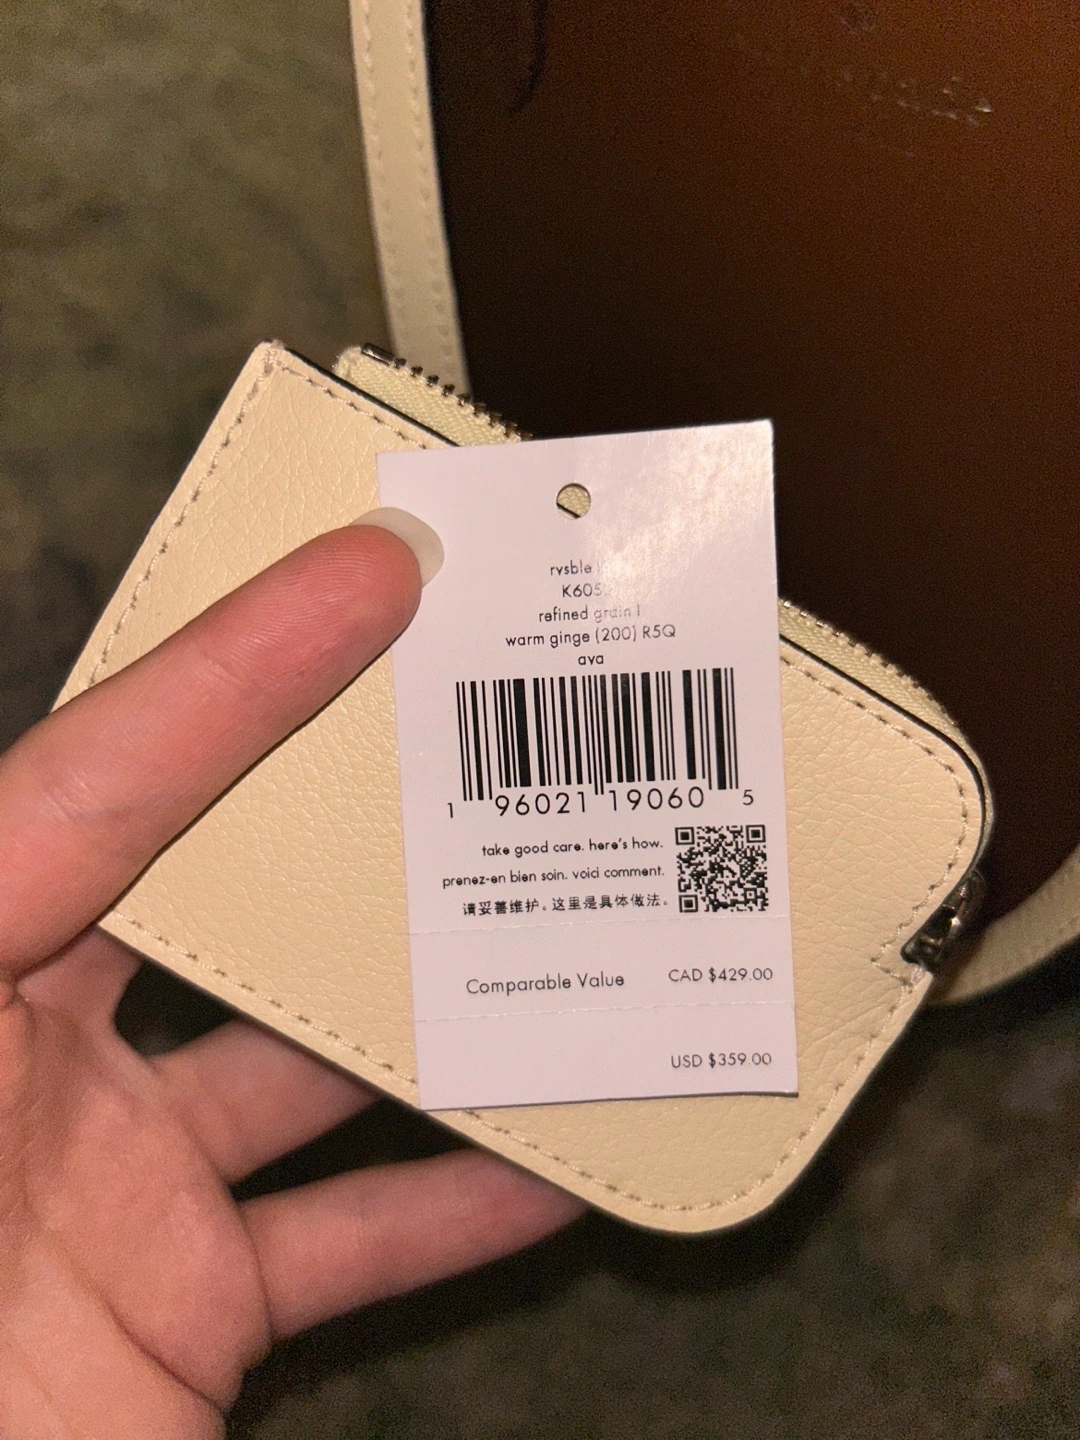 rvsble
K605
refined grain l
warm ginge (200) R5Q
ava
1 96021 19060 5
take good care. here's how.
prenez-en bien soin. voici comment.
请妥善维护。这里是具体做法。
Comparable Value CAD $429.00
USD $359.00